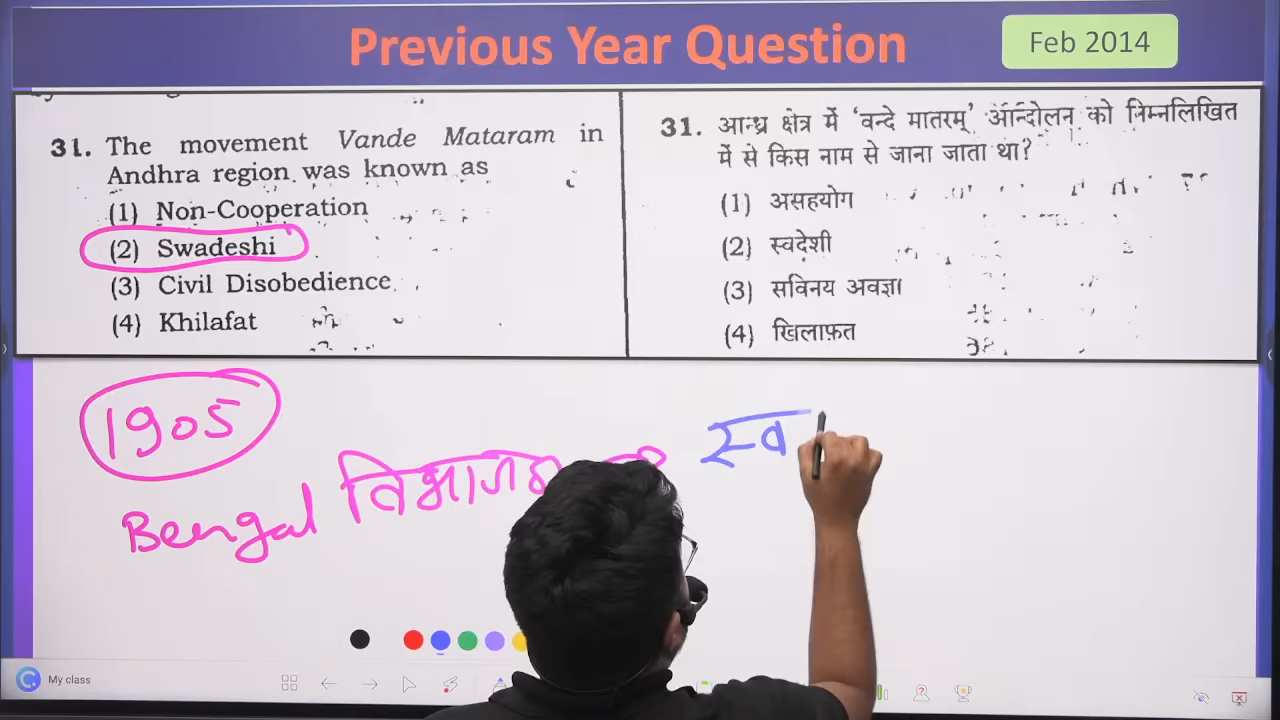 Previous Year Question
Feb 2014
31. The movement Vande Mataram in
Andhra region was known as
(1) Non-Cooperation
(2) Swadeshi
(3) Civil Disobedience
(4) Khilafat
31. आन्ध्र क्षेत्र में 'वन्दे मातरम्' आन्दोलन को निम्नलिखित
में से किस नाम से जाना जाता था?
(1) असहयोग
(2) स्वदेशी
(3) सविनय अवज्ञा
(4) खिलाफ़त
1905
Bengal विभाजन
स्व
My class